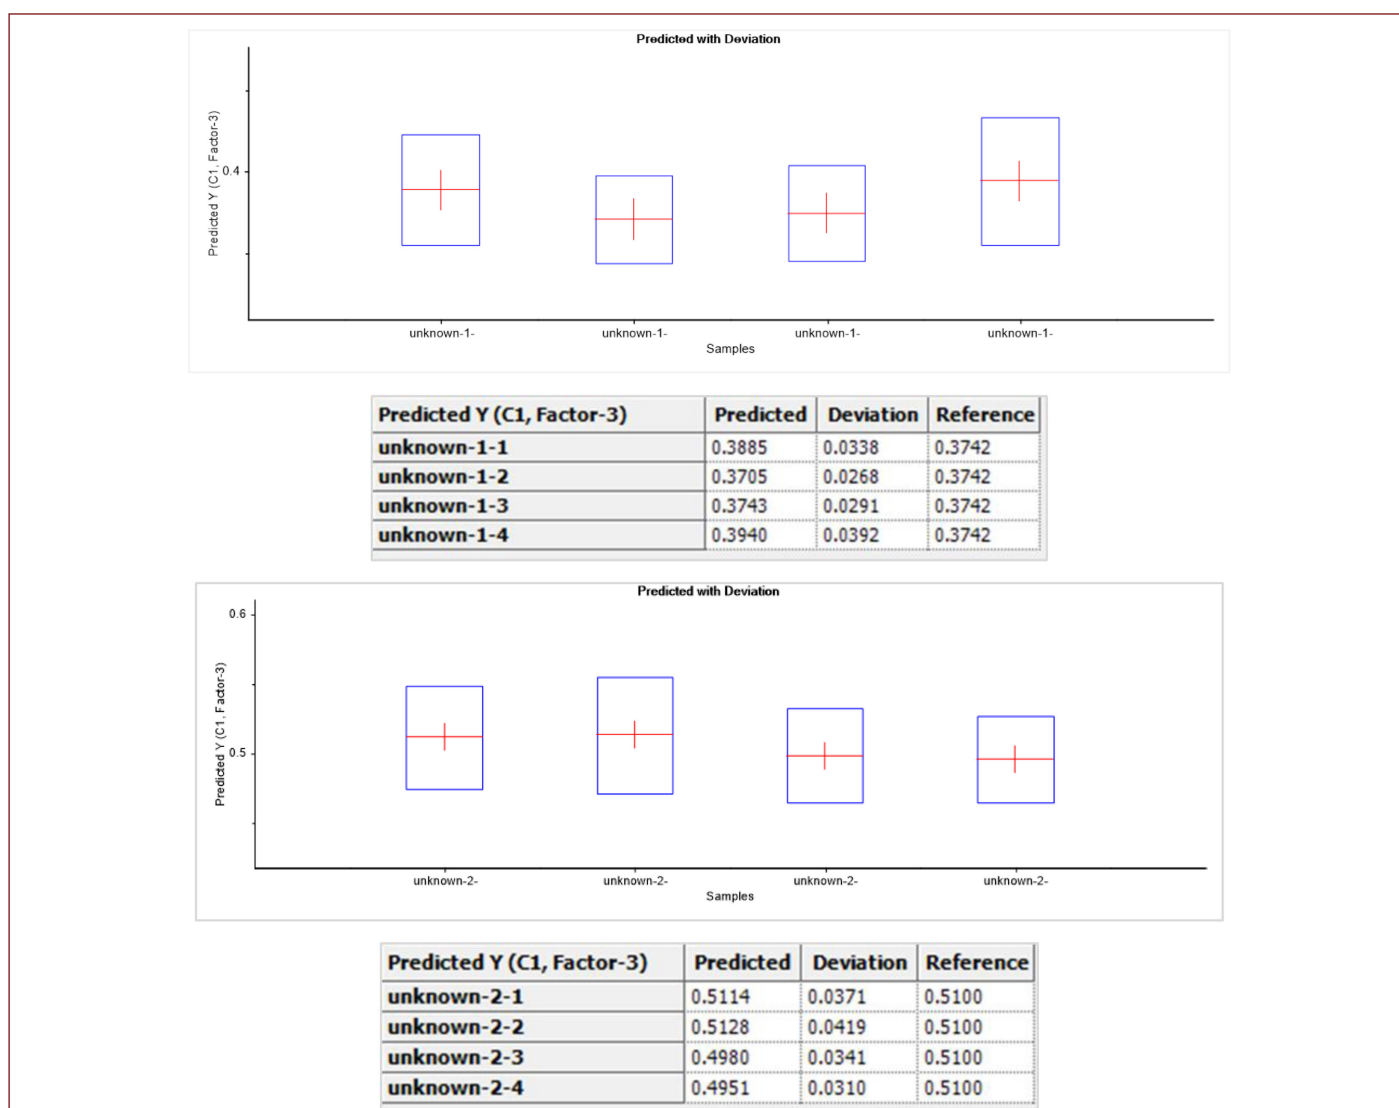 Predicted with Deviation
Predicted Y (C1, Factor-3)
0.4
unknown-1- unknown-1- unknown-1- unknown-1-
Samples
Predicted Y (C1, Factor-3) Predicted Deviation Reference
unknown-1-1 0.3885 0.0338 0.3742
unknown-1-2 0.3705 0.0268 0.3742
unknown-1-3 0.3743 0.0291 0.3742
unknown-1-4 0.3940 0.0392 0.3742
Predicted with Deviation
Predicted Y (C1, Factor-3)
0.6
0.5
unknown-2- unknown-2- unknown-2- unknown-2-
Samples
Predicted Y (C1, Factor-3) Predicted Deviation Reference
unknown-2-1 0.5114 0.0371 0.5100
unknown-2-2 0.5128 0.0419 0.5100
unknown-2-3 0.4980 0.0341 0.5100
unknown-2-4 0.4951 0.0310 0.5100